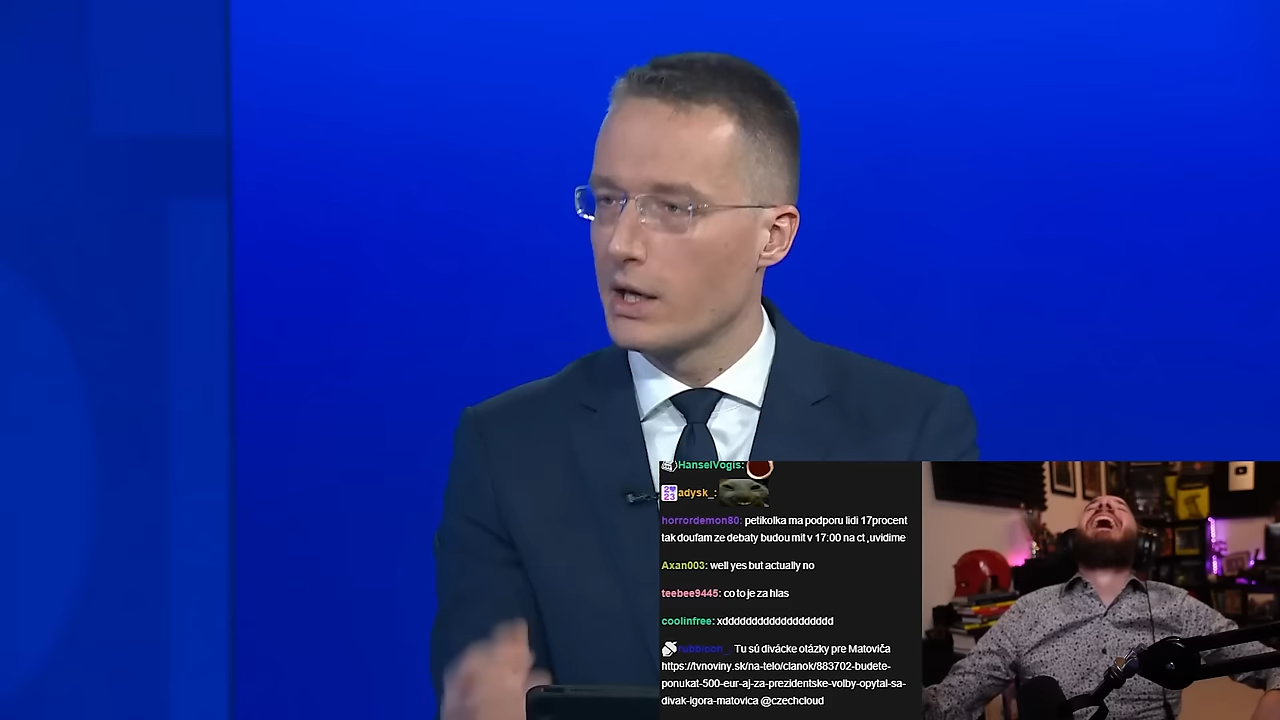 HanselVogis:
adysk_:
horrordemon80: petikolka ma podporu lidi 17procent
tak doufam ze debaty budou mit v 17:00 na ct ,uvidime
Axan003: well yes but actually no
teebee9445: co to je za hlas
coolinfree: xddddddddddddddddddd
rubbicon_: Tu sú divácke otázky pre Matoviča
https://tvnoviny.sk/na-telo/clanok/883702-budete-
ponukat-500-eur-aj-za-prezidentske-volby-opytal-sa-
divak-igora-matovica @czechcloud